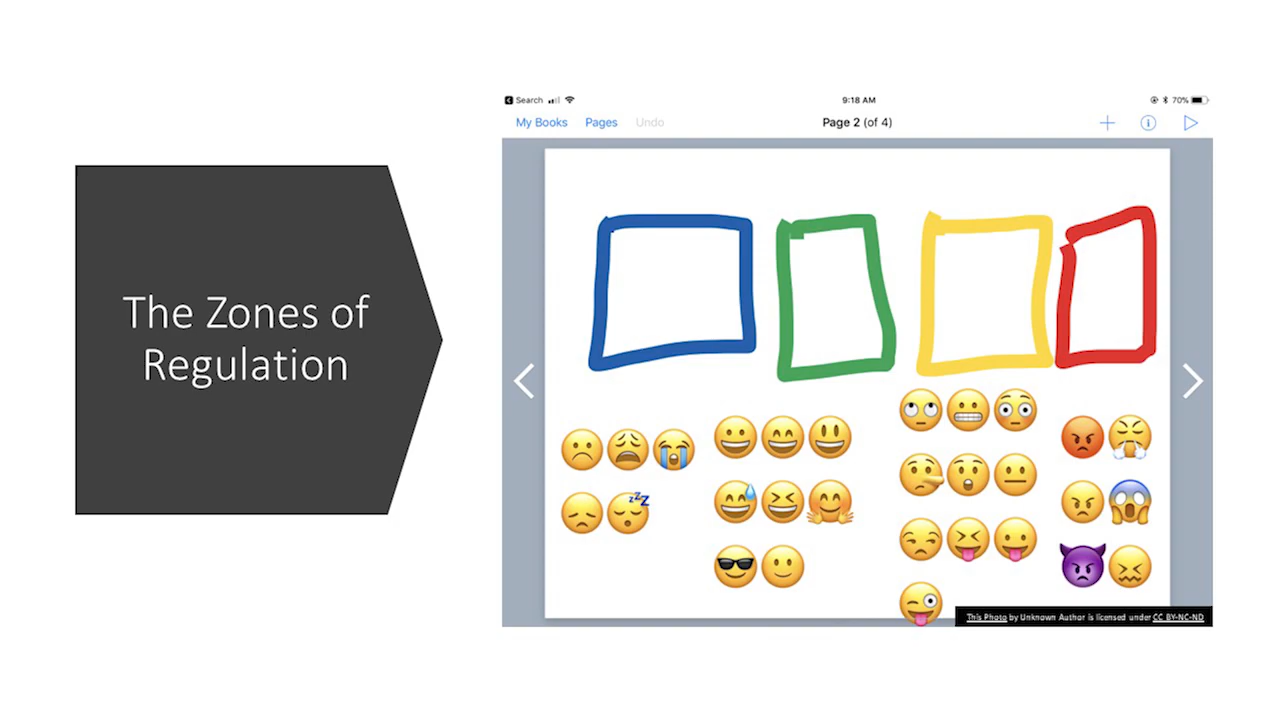 The Zones of
Regulation
Search
9:18 AM
70%
My Books Pages Undo
Page 2 (of 4)
zZZ
This Photo by Unknown Author is licensed under CC BY-NC-ND